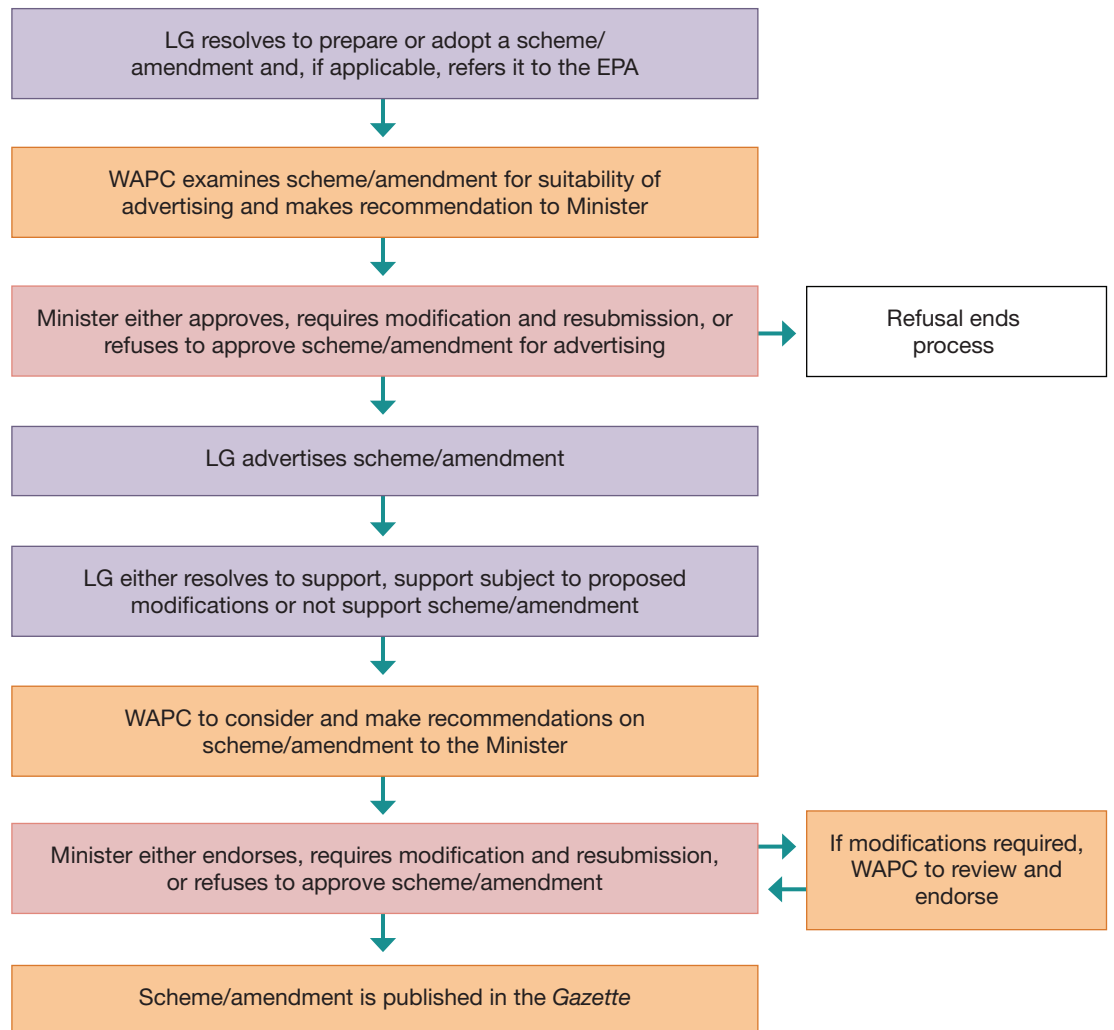 LG resolves to prepare or adopt a scheme/
amendment and, if applicable, refers it to the EPA
WAPC examines scheme/amendment for suitability of
advertising and makes recommendation to Minister
Minister either approves, requires modification and resubmission, or
refuses to approve scheme/amendment for advertising
Refusal ends
process
LG advertises scheme/amendment
LG either resolves to support, support subject to proposed
modifications or not support scheme/amendment
WAPC to consider and make recommendations on
scheme/amendment to the Minister
Minister either endorses, requires modification and resubmission,
or refuses to approve scheme/amendment
If modifications required,
WAPC to review and
endorse
Scheme/amendment is published in the Gazette